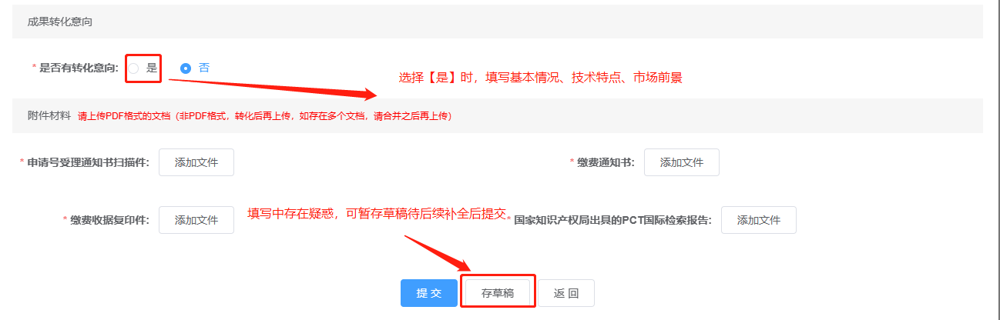 成果转化意向
* 是否有转化意向: 是 否
选择【是】时，填写基本情况、技术特点、市场前景
附件材料 请上传PDF格式的文档（非PDF格式，转化后再上传，如存在多个文档，请合并之后再上传）
* 申请号受理通知书扫描件: 添加文件 * 缴费通知书: 添加文件
填写中存在疑惑，可暂存草稿待后续补全后提交
* 缴费收据复印件: 添加文件 * 国家知识产权局出具的PCT国际检索报告: 添加文件
提 交 存草稿 返 回